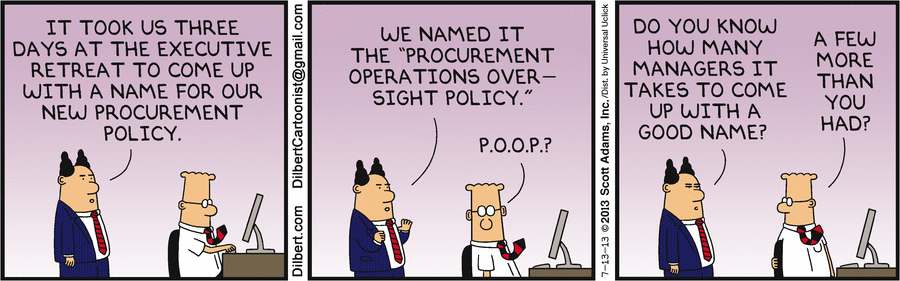 IT TOOK US THREE
DAYS AT THE EXECUTIVE
RETREAT TO COME UP
WITH A NAME FOR OUR
NEW PROCUREMENT
POLICY.
Dilbert.com DilbertCartoonist@gmail.com
WE NAMED IT
THE “PROCUREMENT
OPERATIONS OVER–
SIGHT POLICY.”
P.O.O.P.?
7-13-13 ©2013 Scott Adams, Inc. /Dist. by Universal Uclick
DO YOU KNOW
HOW MANY
MANAGERS IT
TAKES TO COME
UP WITH A
GOOD NAME?
A FEW
MORE
THAN
YOU
HAD?